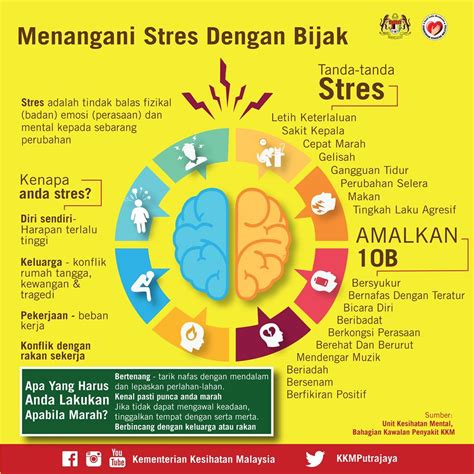 Menangani Stres Dengan Bijak
Stres adalah tindak balas fizikal
(badan) emosi (perasaan) dan
mental kepada sebarang
perubahan
Tanda-tanda
Stres
Letih Keterlaluan
Sakit Kepala
Cepat Marah
Gelisah
Gangguan Tidur
Perubahan Selera
Makan
Tingkah Laku Agresif
Kenapa
anda stres?
Diri sendiri-
Harapan terlalu
tinggi
Keluarga - konflik
rumah tangga,
kewangan &
tragedi
Pekerjaan - beban
kerja
Konflik dengan
rakan sekerja
AMALKAN
10B
Bersyukur
Bernafas Dengan Teratur
Bicara Diri
Beribadat
Berkongsi Perasaan
Berehat Dan Berurut
Mendengar Muzik
Beriadah
Bersenam
Berfikiran Positif
Apa Yang Harus
Anda Lakukan
Apabila Marah?
Bertenang - tarik nafas dengan mendalam
dan lepaskan perlahan-lahan.
Kenal pasti punca anda marah
Jika tidak dapat mengawal keadaan,
tinggalkan tempat dengan serta merta.
Berbincang dengan keluarga atau rakan
Sumber:
Unit Kesihatan Mental,
Bahagian Kawalan Penyakit KKM
You
Tube
Kementerian Kesihatan Malaysia
KKMPutrajaya